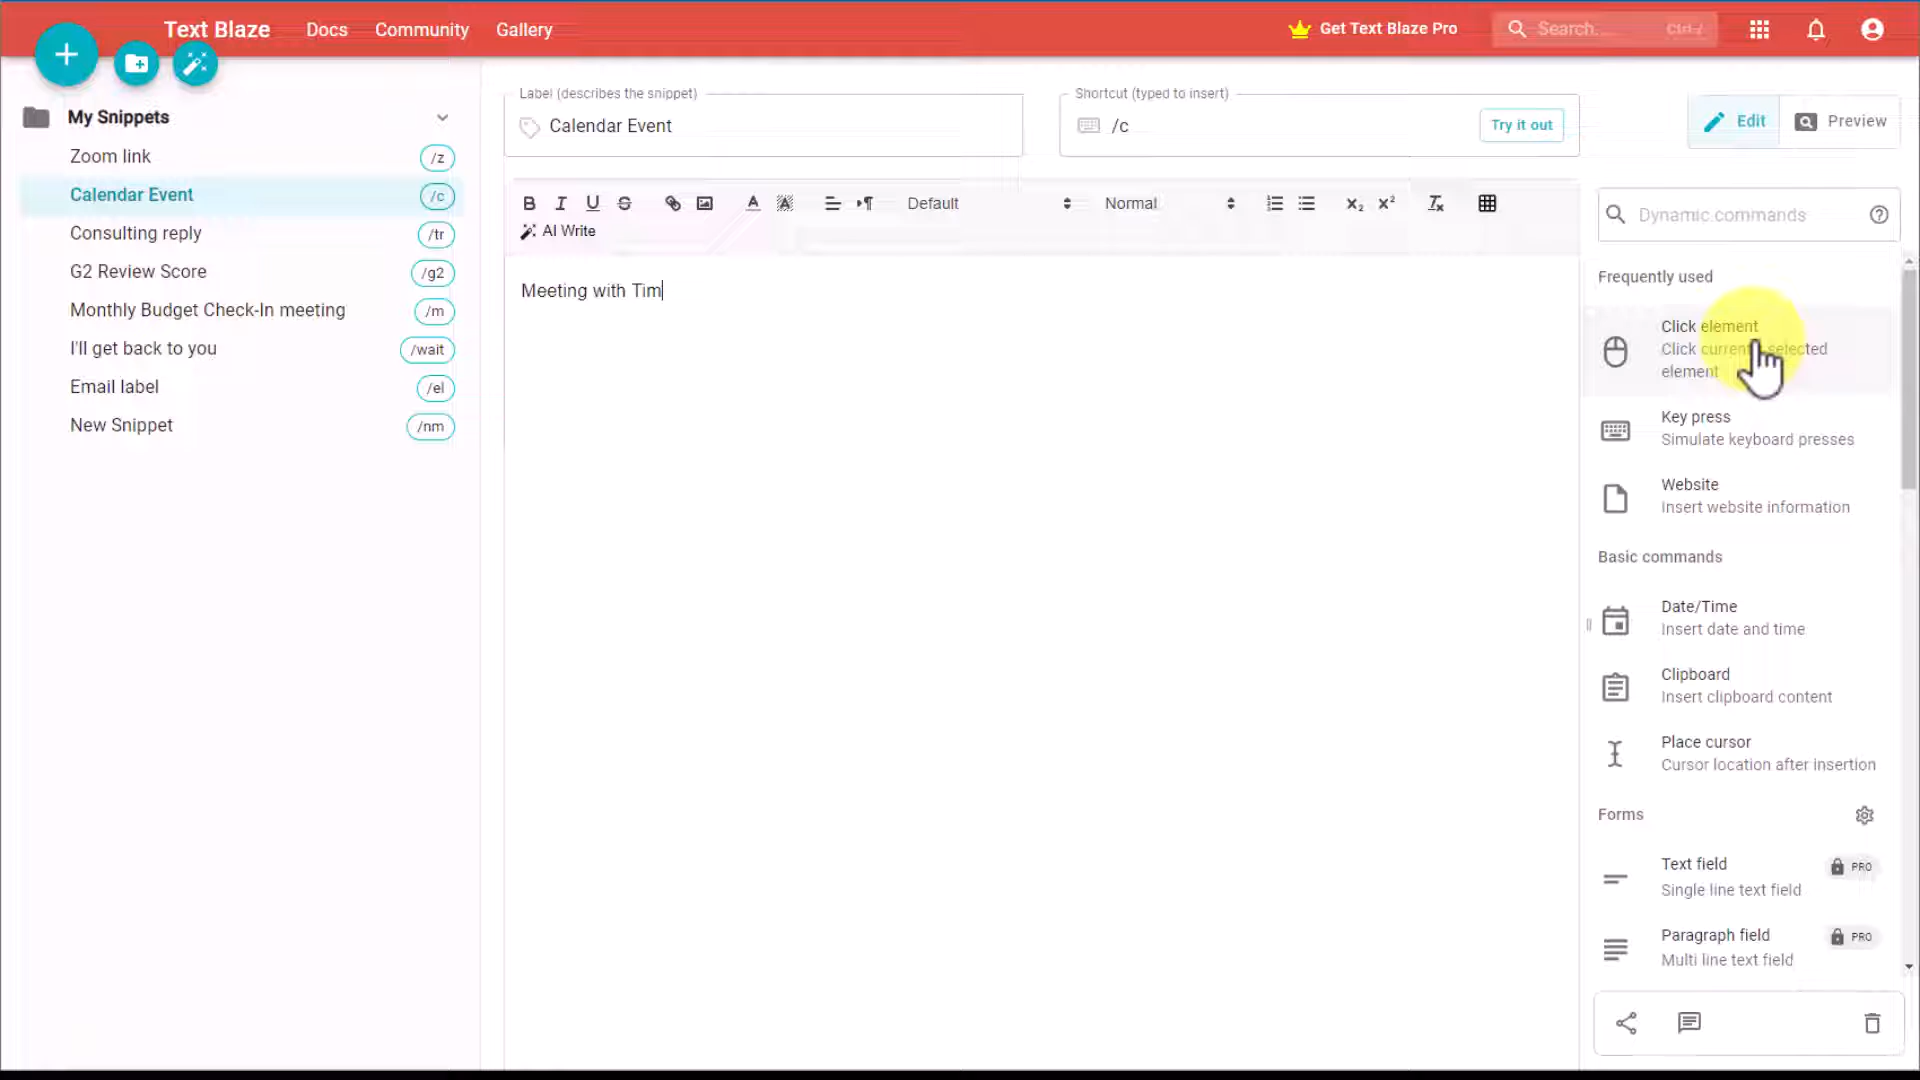 Text Blaze
Docs
Community
Gallery
Get Text Blaze Pro
Search...
Ctrl-/
My Snippets
Zoom link
/z
Calendar Event
/c
Consulting reply
/tr
G2 Review Score
/g2
Monthly Budget Check-In meeting
/m
I'll get back to you
/wait
Email label
/el
New Snippet
/nm
Label (describes the snippet)
Calendar Event
Shortcut (typed to insert)
/c
Try it out
Edit
Preview
Default
Normal
AI Write
Meeting with Tim
Dynamic commands
Frequently used
Click element
Click currently selected
element
Key press
Simulate keyboard presses
Website
Insert website information
Basic commands
Date/Time
Insert date and time
Clipboard
Insert clipboard content
Place cursor
Cursor location after insertion
Forms
Text field
PRO
Single line text field
Paragraph field
PRO
Multi line text field